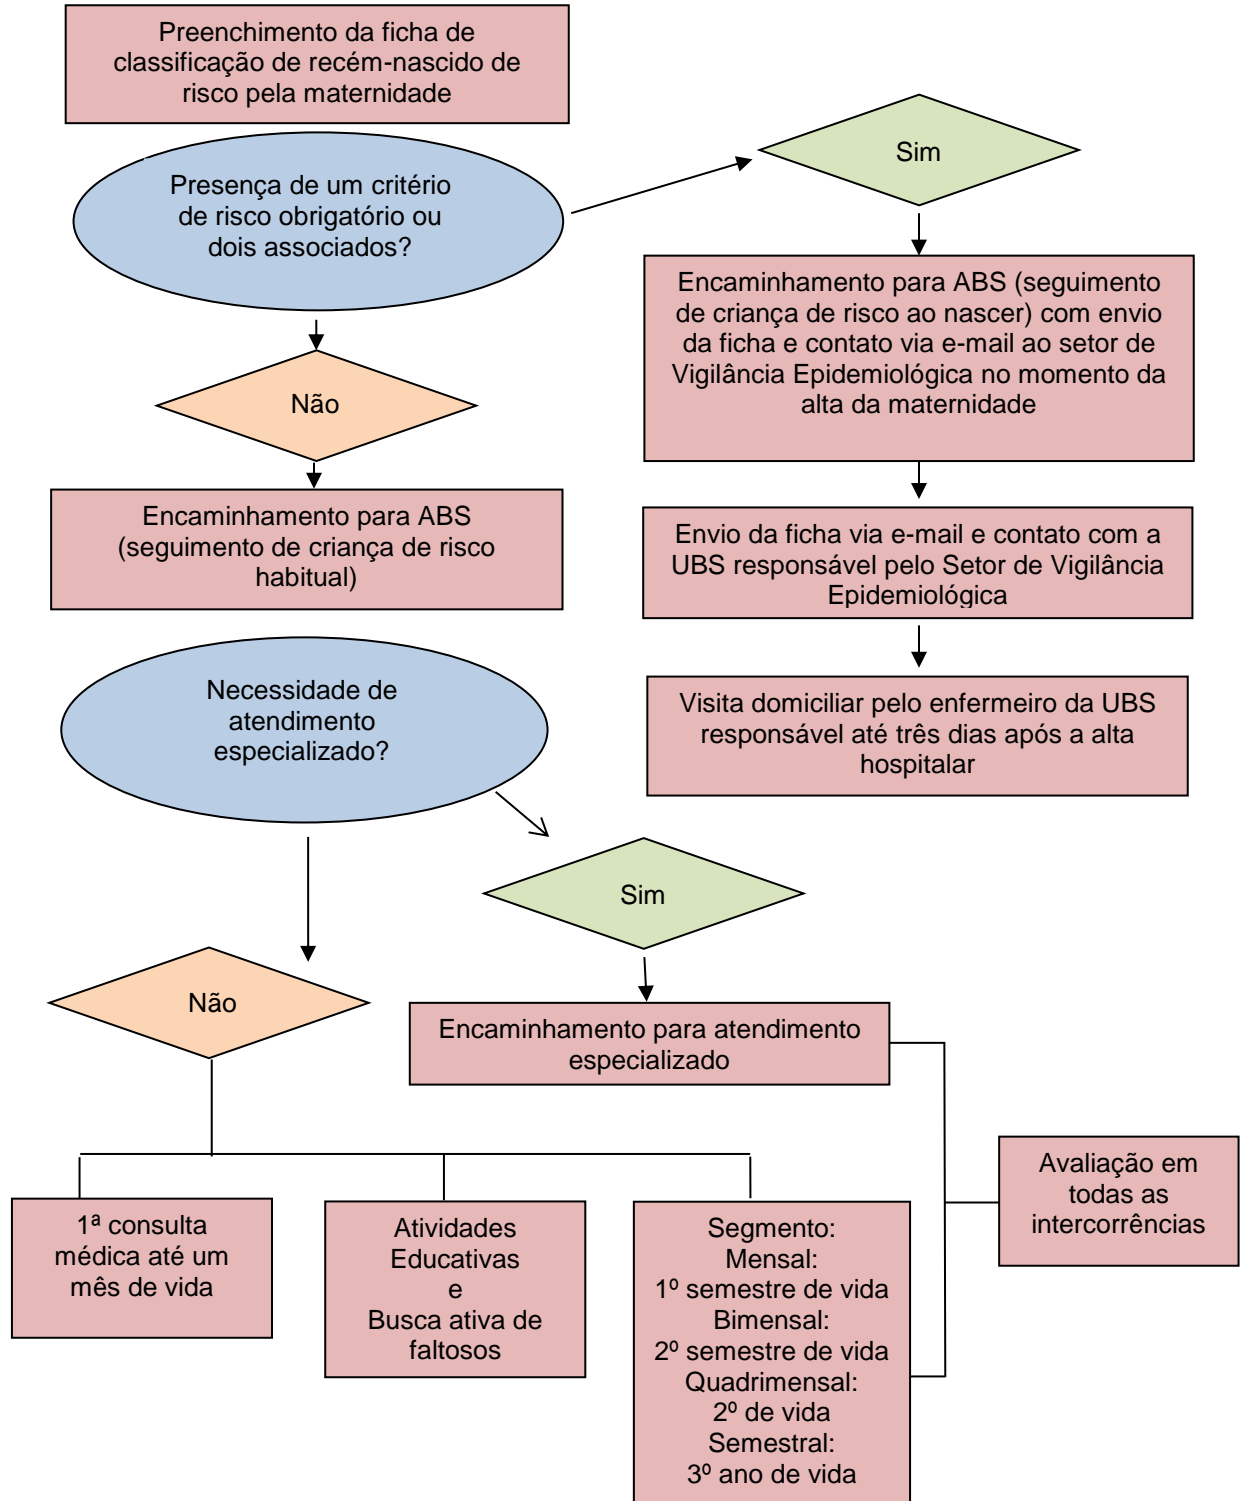 Preenchimento da ficha de
classificação de recém-nascido de
risco pela maternidade
Presença de um critério
de risco obrigatório ou
dois associados?
Sim
Encaminhamento para ABS (seguimento
de criança de risco ao nascer) com envio
da ficha e contato via e-mail ao setor de
Vigilância Epidemiológica no momento da
alta da maternidade
Não
Encaminhamento para ABS
(seguimento de criança de risco
habitual)
Envio da ficha via e-mail e contato com a
UBS responsável pelo Setor de Vigilância
Epidemiológica
Necessidade de
atendimento
especializado?
Visita domiciliar pelo enfermeiro da UBS
responsável até três dias após a alta
hospitalar
Sim
Não
Encaminhamento para atendimento
especializado
Avaliação em
todas as
intercorrências
1ª consulta
médica até um
mês de vida
Atividades
Educativas
e
Busca ativa de
faltosos
Segmento:
Mensal:
1º semestre de vida
Bimensal:
2º semestre de vida
Quadrimensal:
2º de vida
Semestral:
3º ano de vida